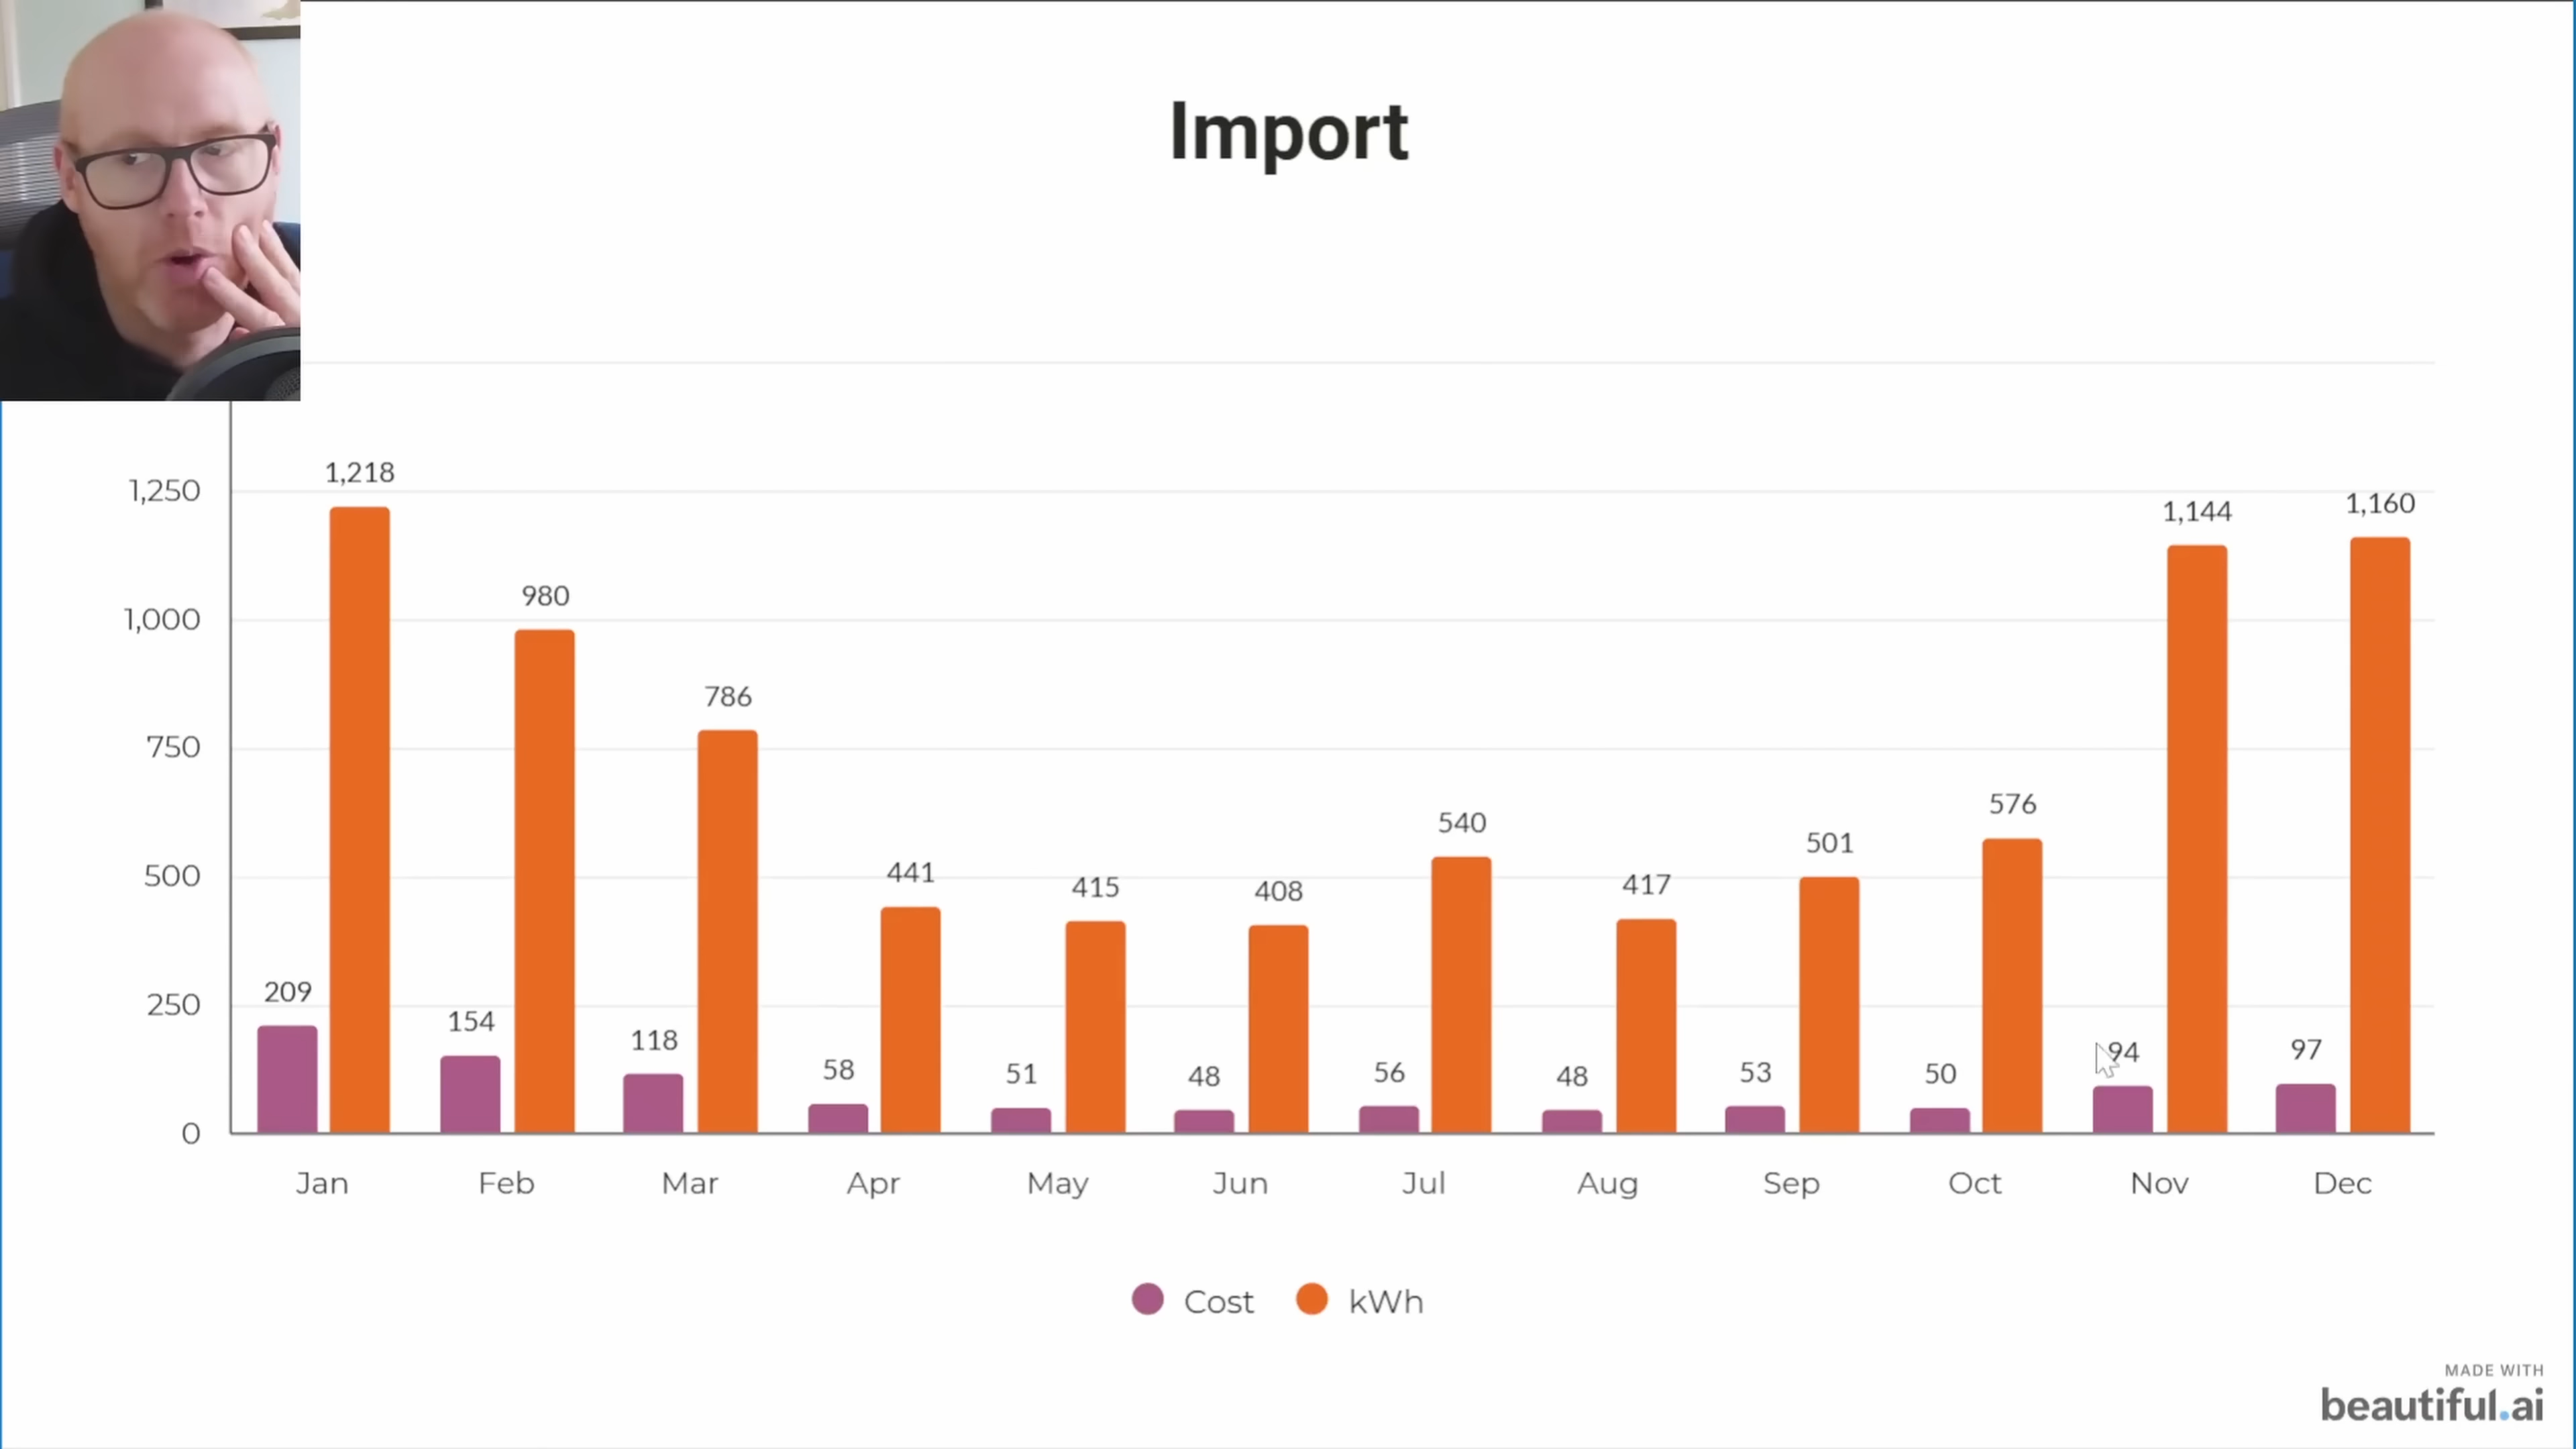 Import
1,250
1,000
750
500
250
0
209
1,218
154
980
118
786
58
441
51
415
48
408
56
540
48
417
53
501
50
576
94
1,144
97
1,160
Jan
Feb
Mar
Apr
May
Jun
Jul
Aug
Sep
Oct
Nov
Dec
Cost
kWh
MADE WITH
beautiful.ai